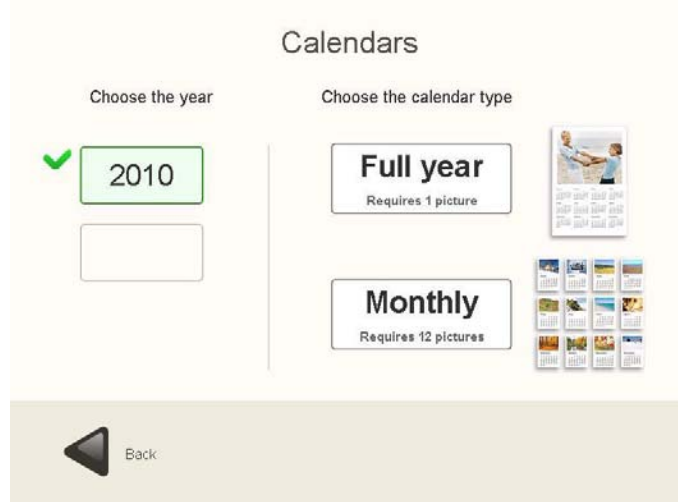 Calendars
Choose the year
Choose the calendar type
2010
Full year
Requires 1 picture
Monthly
Requires 12 pictures
Back